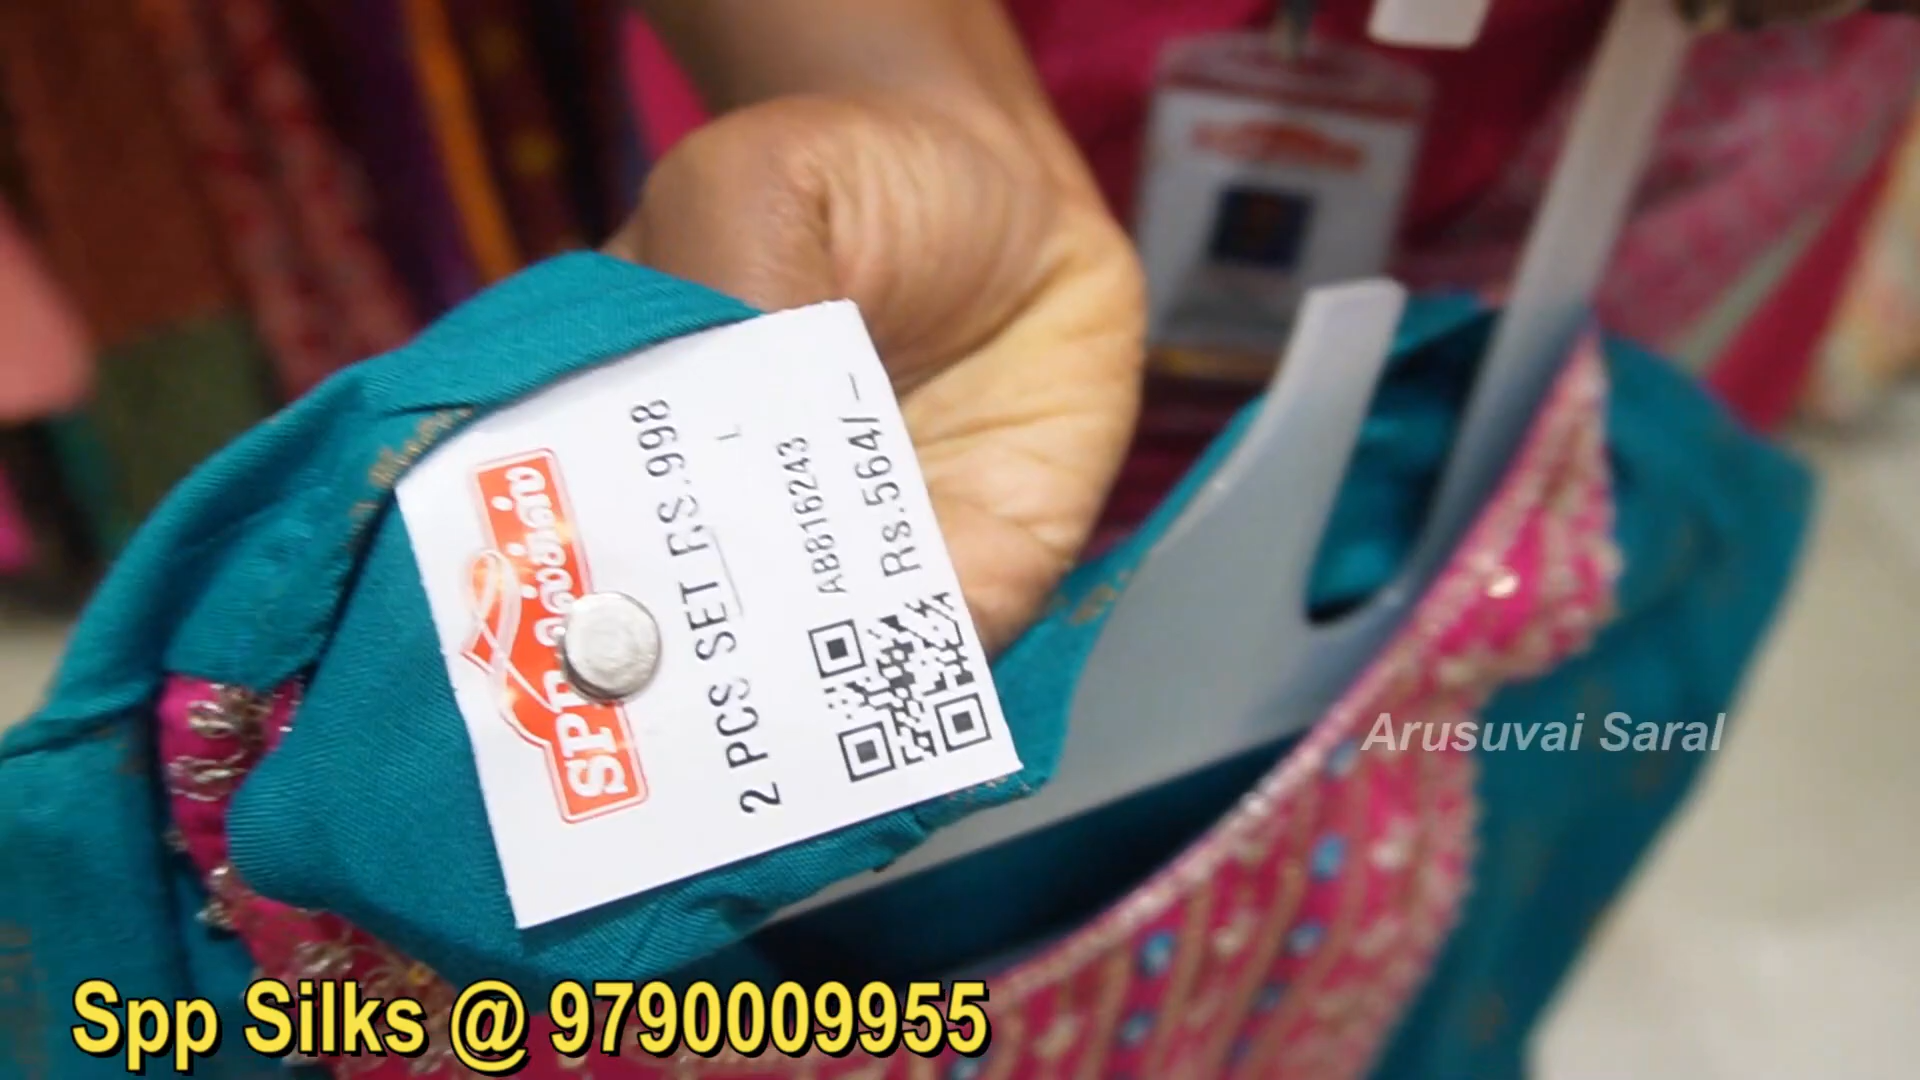 SPP சில்க்ஸ்
2 PCS SET RS.998
L
AB816243
Rs.564/-
Arusuvai Saral
Spp Silks @ 9790009955